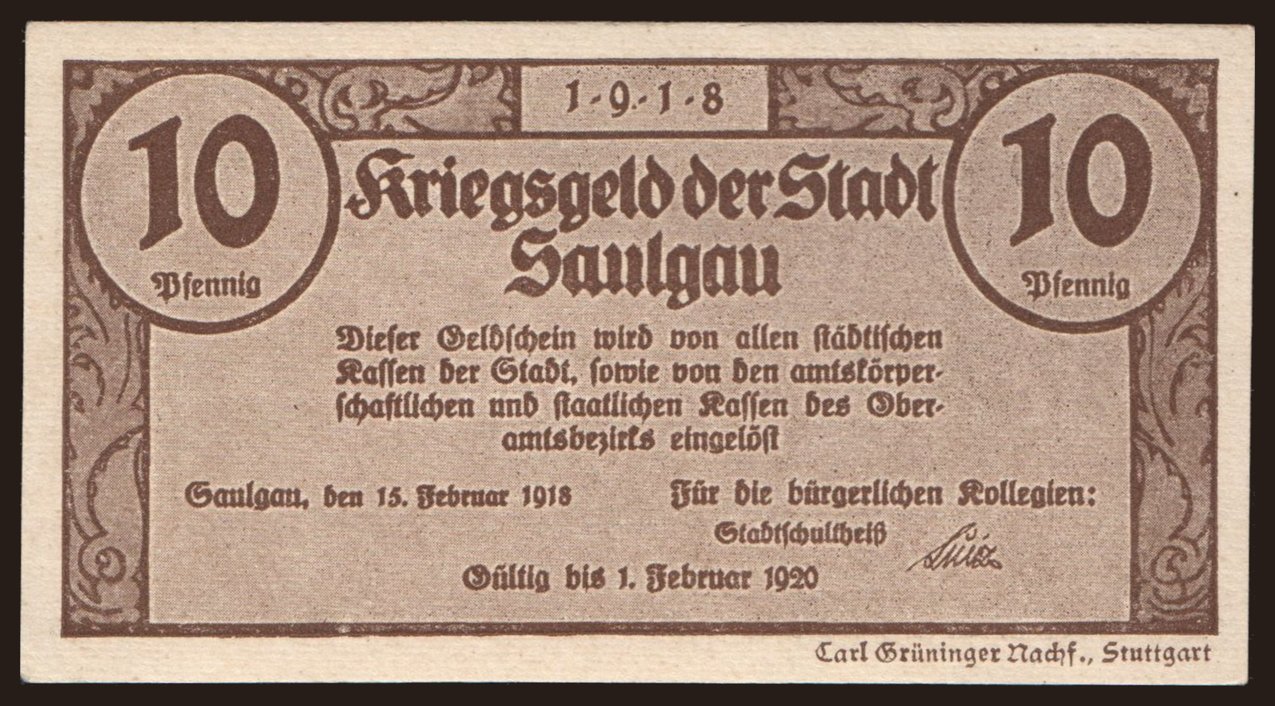 1·9·1·8
10
Pfennig
10
Pfennig
Kriegsgeld der Stadt
Saulgau
Dieser Geldschein wird von allen städtischen
Kassen der Stadt, sowie von den amtskörper-
schaftlichen und staatlichen Kassen des Ober-
amtsbezirks eingelöst
Saulgau, den 15. Februar 1918
Für die bürgerlichen Kollegien:
Stadtschultheiß
Gültig bis 1. Februar 1920
Carl Grüninger Nachf., Stuttgart